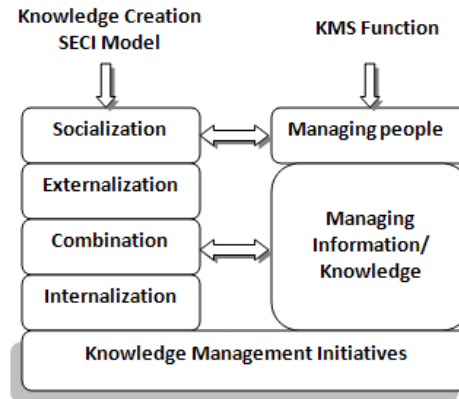 Knowledge Creation
SECI Model
KMS Function
Socialization
Managing people
Externalization
Combination
Internalization
Managing
Information/
Knowledge
Knowledge Management Initiatives